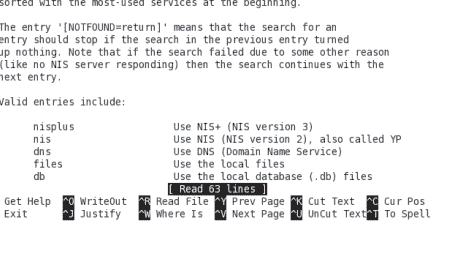 sorted with the most-used services at the beginning.
The entry '[NOTFOUND=return]' means that the search for an
entry should stop if the search in the previous entry turned
up nothing. Note that if the search failed due to some other reason
(like no NIS server responding) then the search continues with the
next entry.
Valid entries include:
nisplus Use NIS+ (NIS version 3)
nis Use NIS (NIS version 2), also called YP
dns Use DNS (Domain Name Service)
files Use the local files
db Use the local database (.db) files
[ Read 63 lines ]
Get Help ^O WriteOut ^R Read File ^Y Prev Page ^K Cut Text ^C Cur Pos
Exit ^J Justify ^W Where Is ^V Next Page ^U UnCut Text ^T To Spell